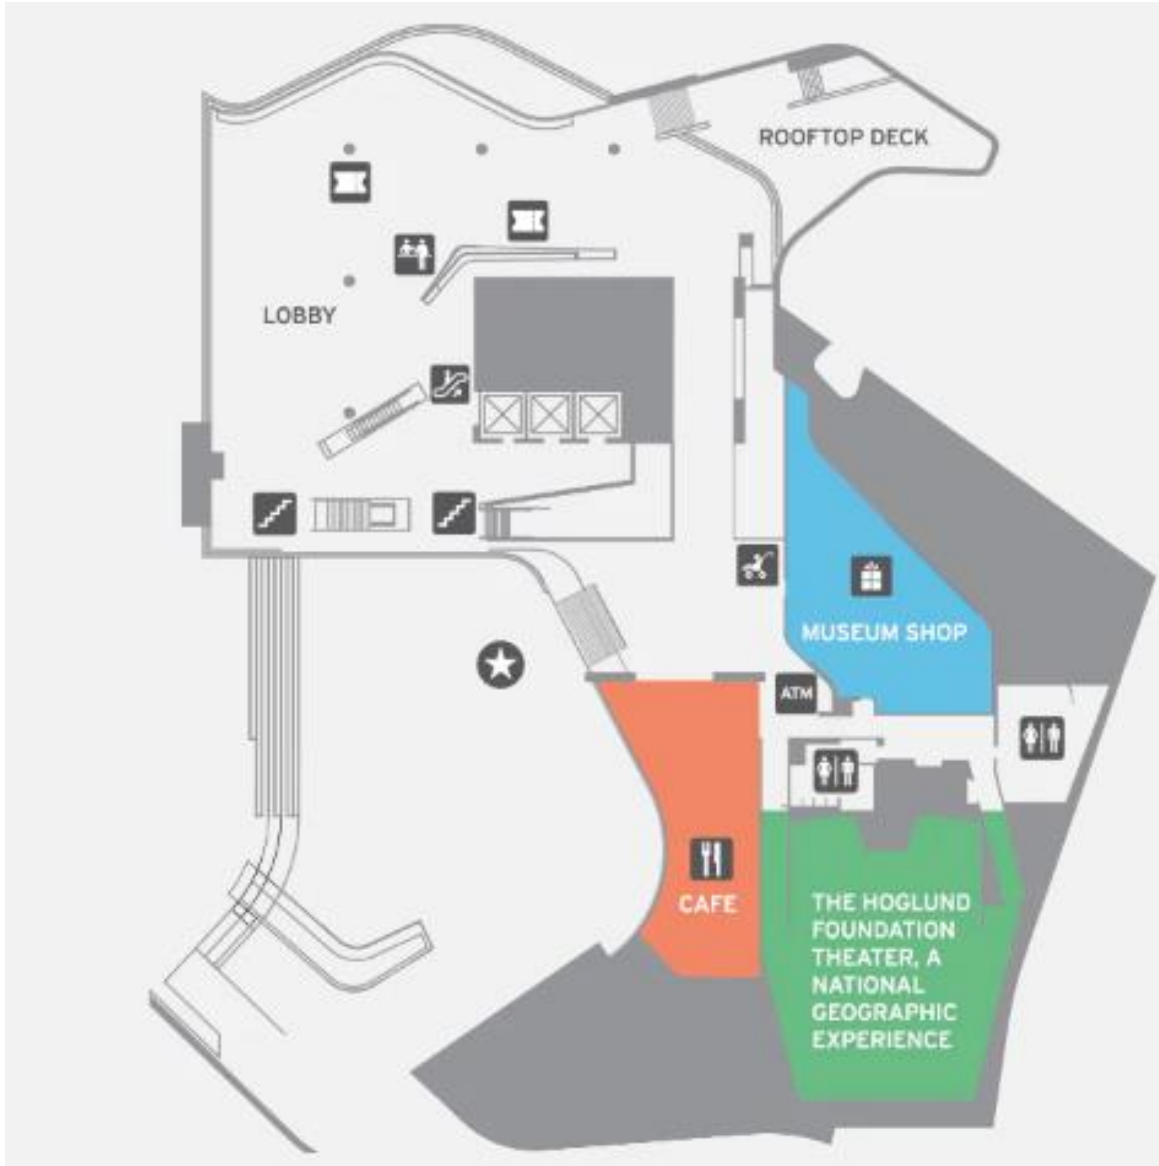 ROOFTOP DECK
LOBBY
MUSEUM SHOP
ATM
CAFE
THE HOGLUND
FOUNDATION
THEATER, A
NATIONAL
GEOGRAPHIC
EXPERIENCE